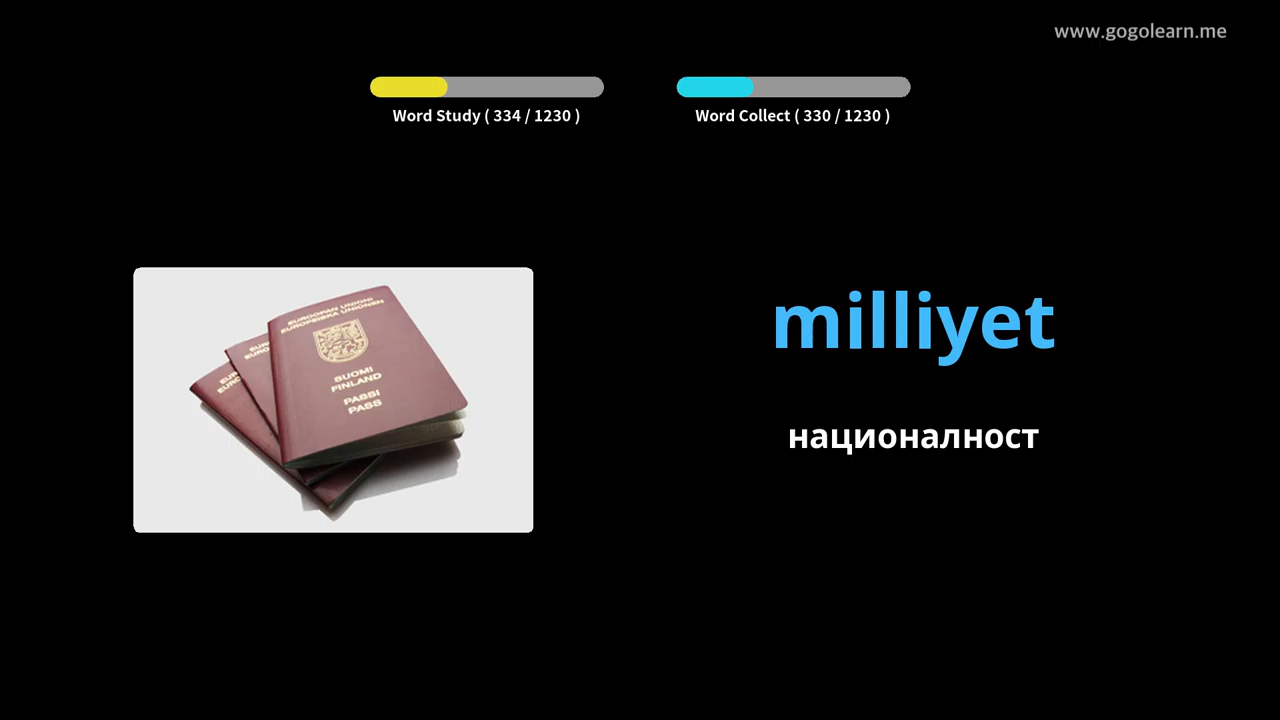 www.gogolearn.me
Word Study ( 334 / 1230 )
Word Collect ( 330 / 1230 )
milliyet
националност
EUROOPAN UNIONI
EUROPEISKA UNIONEN
SUOMI
FINLAND
PASSI
PASS